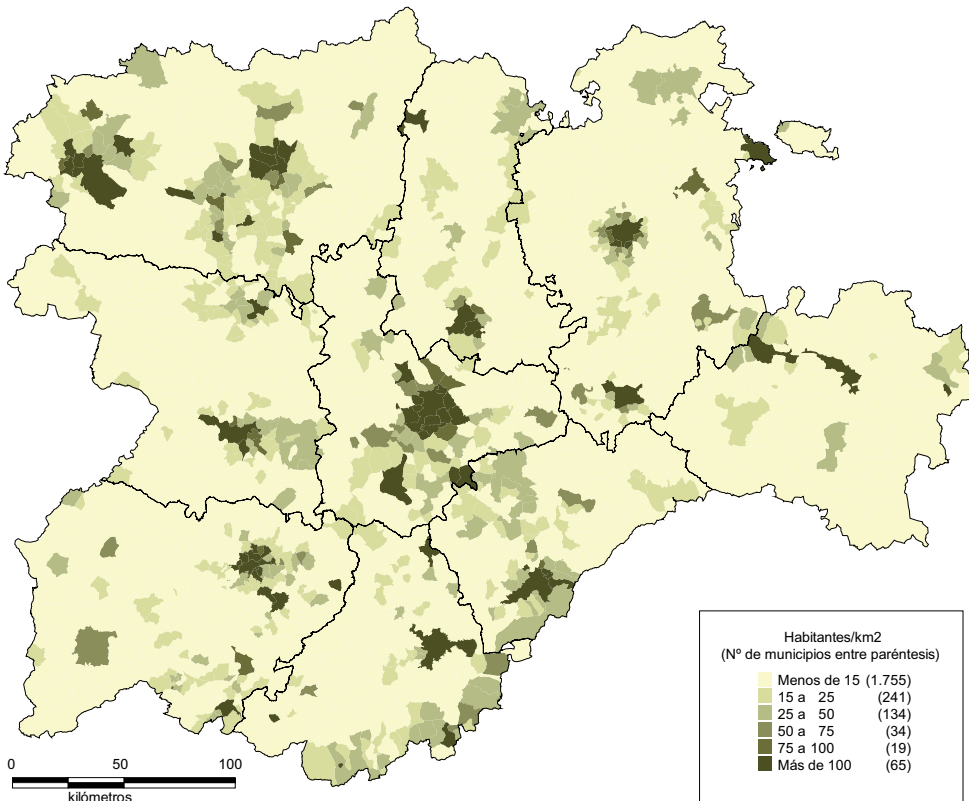 Habitantes/km2
(Nº de municipios entre paréntesis)
Menos de 15 (1.755)
15 a 25 (241)
25 a 50 (134)
50 a 75 (34)
75 a 100 (19)
Más de 100 (65)
0 50 100
kilómetros